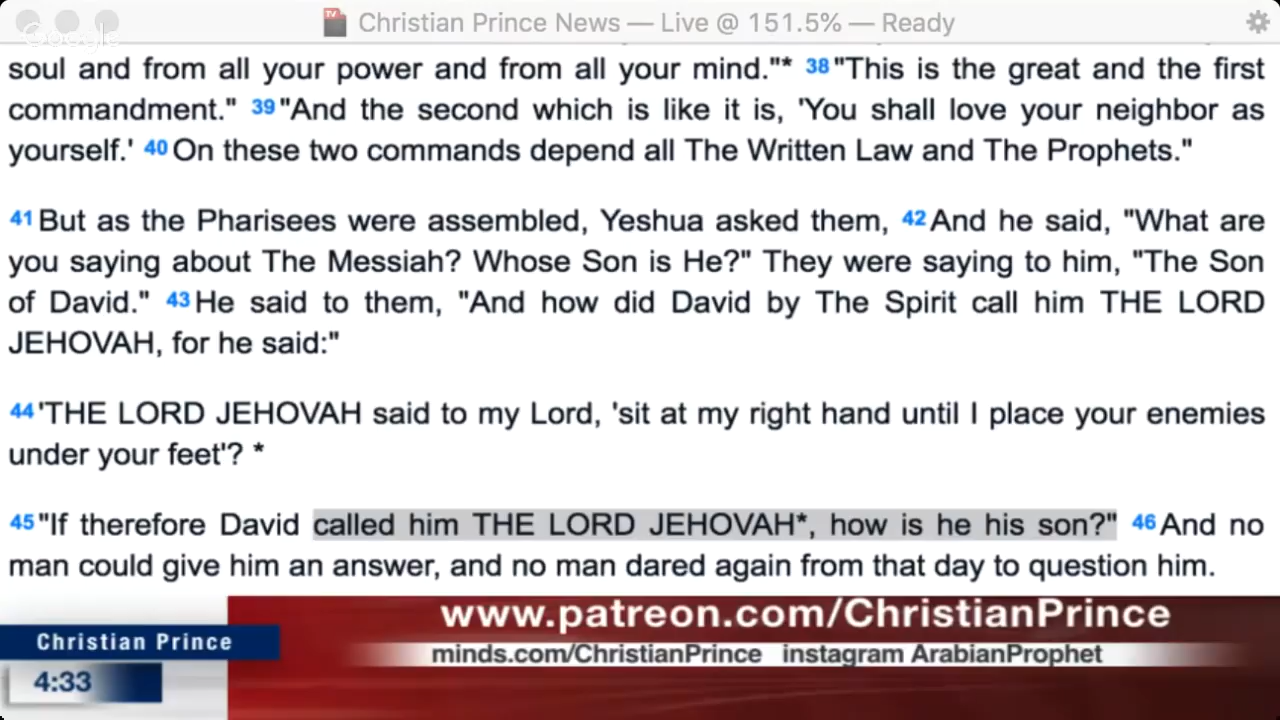 Christian Prince News — Live @ 151.5% — Ready
Google
soul and from all your power and from all your mind."* 38 "This is the great and the first
commandment." 39 "And the second which is like it is, 'You shall love your neighbor as
yourself.' 40 On these two commands depend all The Written Law and The Prophets."
41 But as the Pharisees were assembled, Yeshua asked them, 42 And he said, "What are
you saying about The Messiah? Whose Son is He?" They were saying to him, "The Son
of David." 43 He said to them, "And how did David by The Spirit call him THE LORD
JEHOVAH, for he said:"
44 'THE LORD JEHOVAH said to my Lord, 'sit at my right hand until I place your enemies
under your feet'? *
45 "If therefore David called him THE LORD JEHOVAH*, how is he his son?" 46 And no
man could give him an answer, and no man dared again from that day to question him.
www.patreon.com/ChristianPrince
Christian Prince
minds.com/ChristianPrince instagram ArabianProphet
4:33